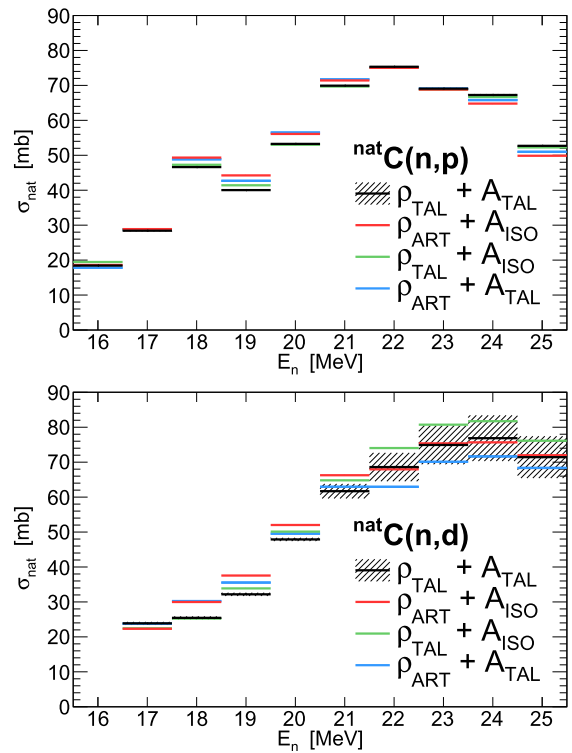 90
80
70
60
50
40
30
20
10
0
σnat [mb]
natC(n,p)
ρTAL + ATAL
ρART + AISO
ρTAL + AISO
ρART + ATAL
16 17 18 19 20 21 22 23 24 25
En [MeV]
90
80
70
60
50
40
30
20
10
0
σnat [mb]
natC(n,d)
ρTAL + ATAL
ρART + AISO
ρTAL + AISO
ρART + ATAL
16 17 18 19 20 21 22 23 24 25
En [MeV]